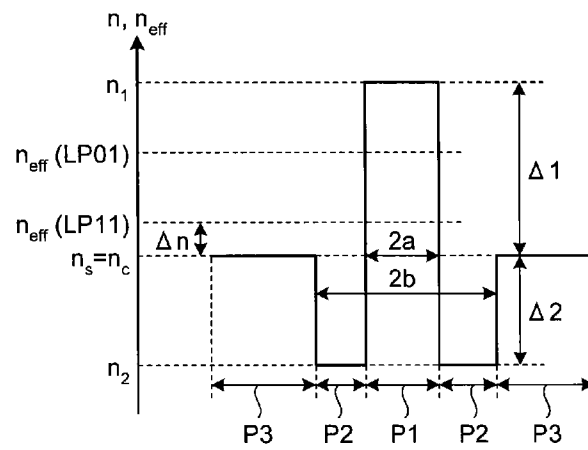 n, n_eff
n_1
n_eff (LP01)
Δ1
n_eff (LP11)
Δn
2a
n_s=n_c
2b
Δ2
n_2
P3 P2 P1 P2 P3